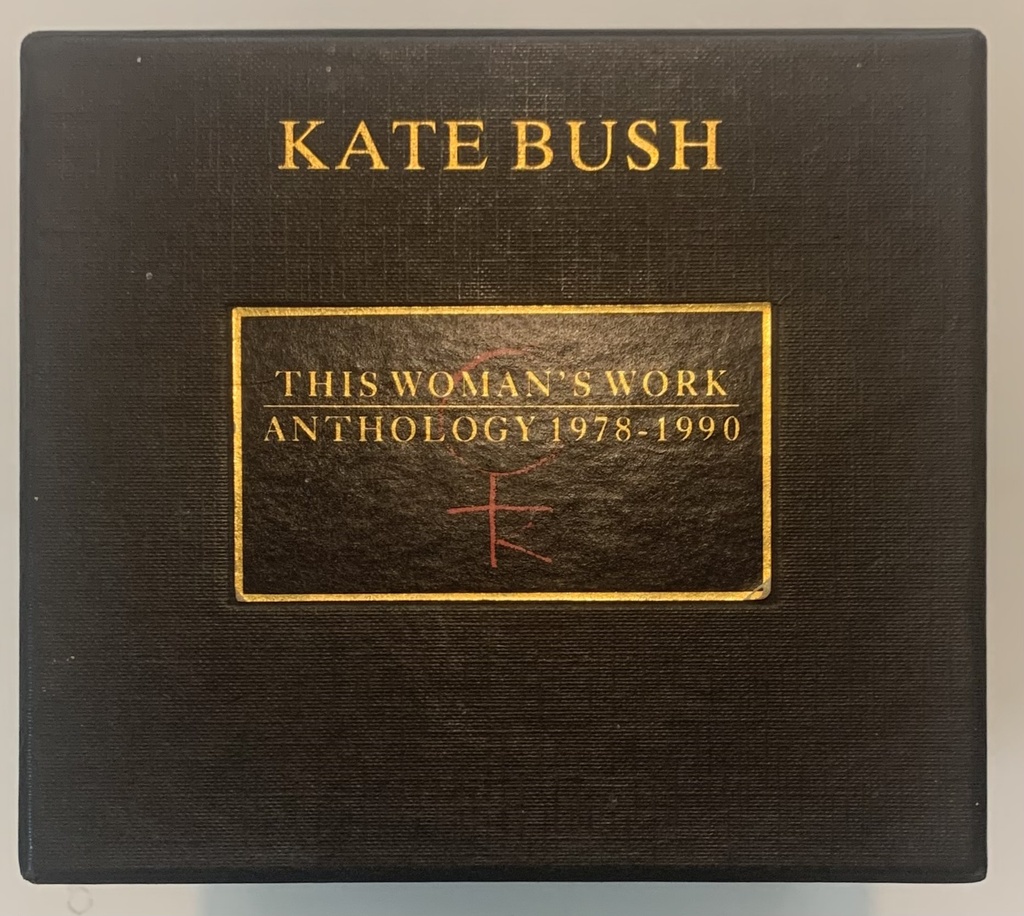 KATE BUSH
THIS WOMAN'S WORK
ANTHOLOGY 1978-1990